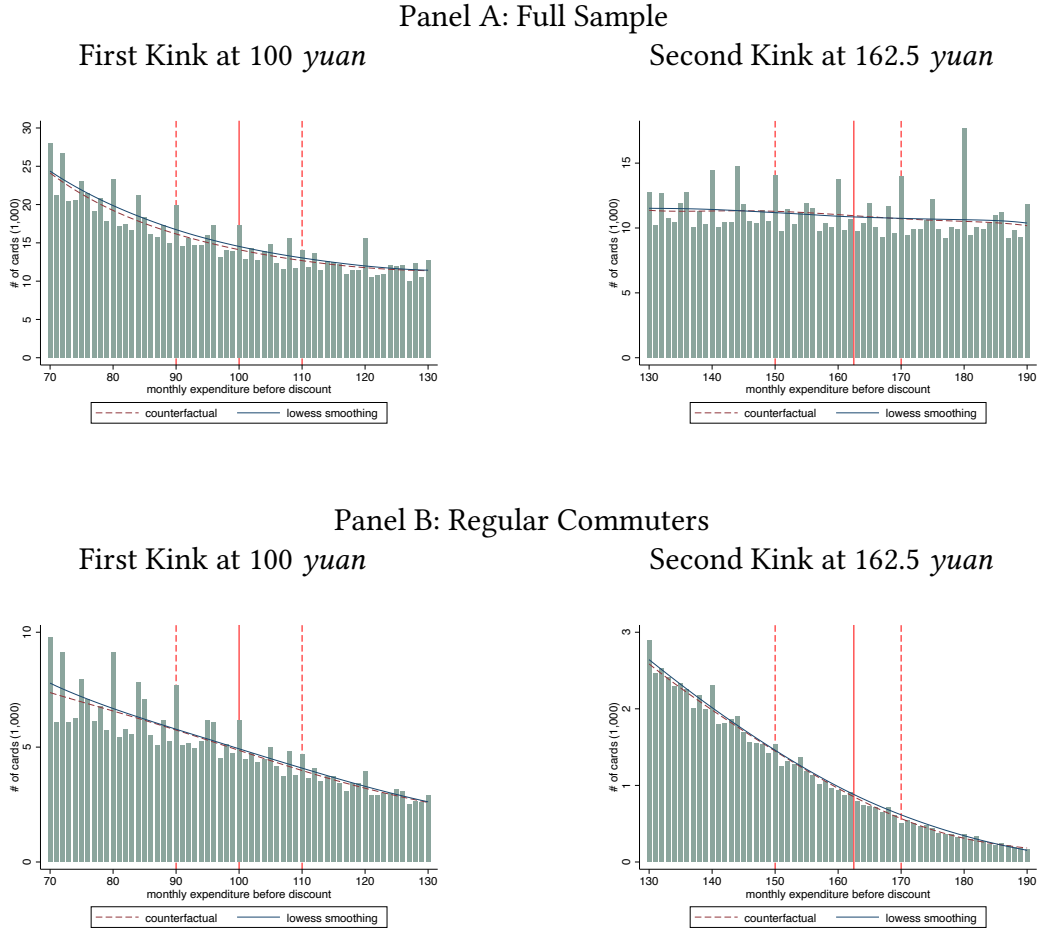 Panel A: Full Sample
First Kink at 100 yuan
# of cards (1,000)
30
25
20
15
10
5
0
70 80 90 100 110 120 130
monthly expenditure before discount
counterfactual lowess smoothing
Second Kink at 162.5 yuan
# of cards (1,000)
15
10
5
0
130 140 150 160 170 180 190
monthly expenditure before discount
counterfactual lowess smoothing
Panel B: Regular Commuters
First Kink at 100 yuan
# of cards (1,000)
10
5
0
70 80 90 100 110 120 130
monthly expenditure before discount
counterfactual lowess smoothing
Second Kink at 162.5 yuan
# of cards (1,000)
3
2
1
0
130 140 150 160 170 180 190
monthly expenditure before discount
counterfactual lowess smoothing